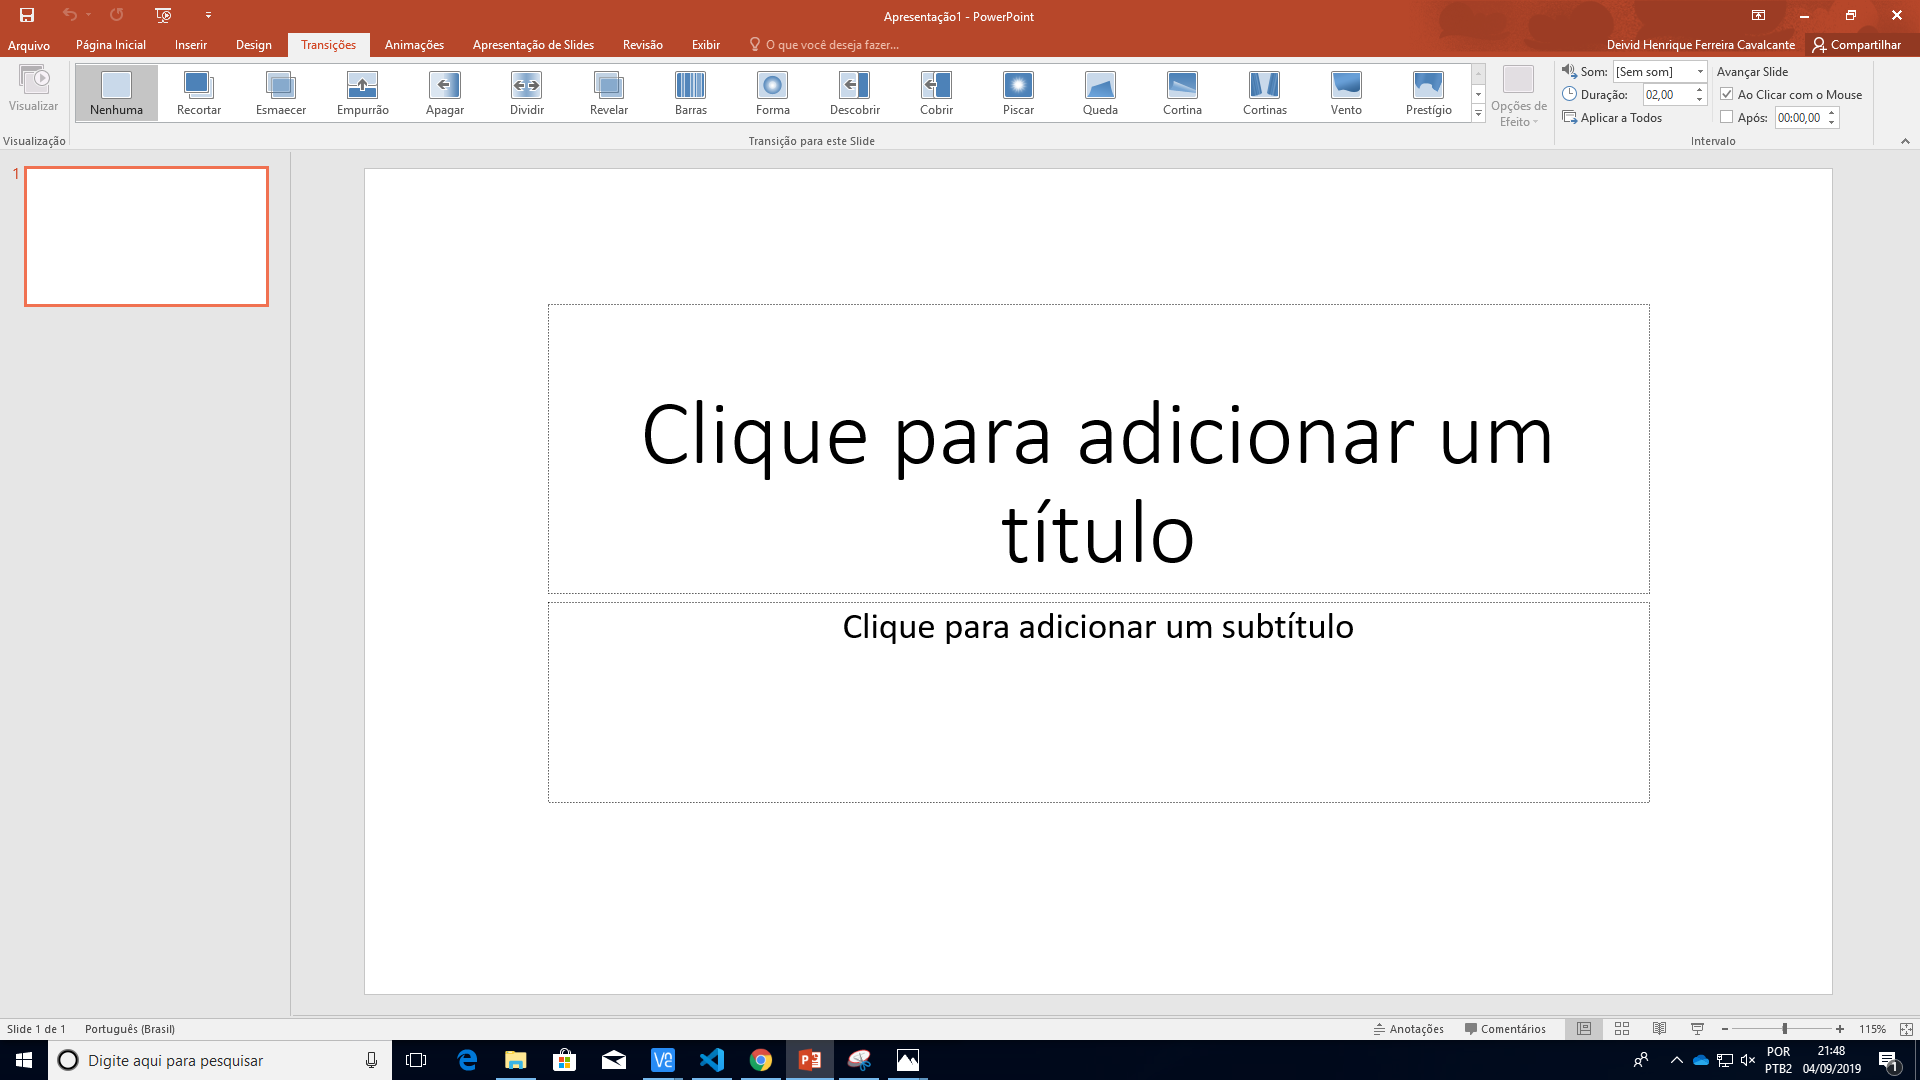 Apresentação1 - PowerPoint
Arquivo Página Inicial Inserir Design Transições Animações Apresentação de Slides Revisão Exibir O que você deseja fazer... Deivid Henrique Ferreira Cavalcante Compartilhar
Visualizar
Nenhuma Recortar Esmaecer Empurrão Apagar Dividir Revelar Barras Forma Descobrir Cobrir Piscar Queda Cortina Cortinas Vento Prestígio
Opções de
Efeito
Som: [Sem som] Avançar Slide
Duração: 02,00 Ao Clicar com o Mouse
Aplicar a Todos Após: 00:00,00
Visualização Transição para este Slide Intervalo
1
Clique para adicionar um
título
Clique para adicionar um subtítulo
Slide 1 de 1 Português (Brasil) Anotações Comentários 115%
Digite aqui para pesquisar
POR 21:48
PTB2 04/09/2019 1